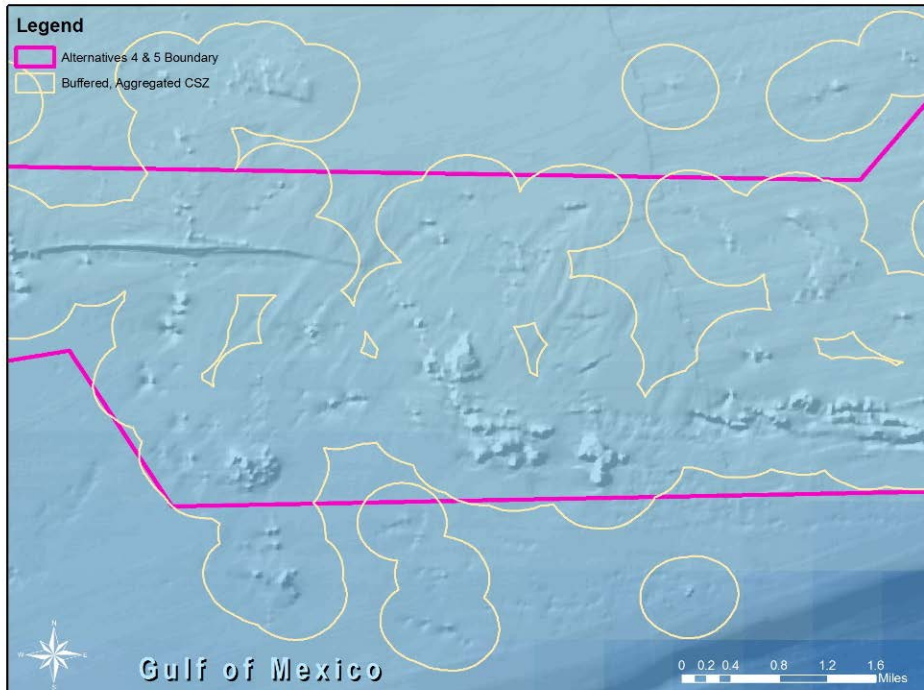 Legend
Alternatives 4 & 5 Boundary
Buffered, Aggregated CSZ
N
W E
S
Gulf of Mexico
0 0.2 0.4 0.8 1.2 1.6
Miles